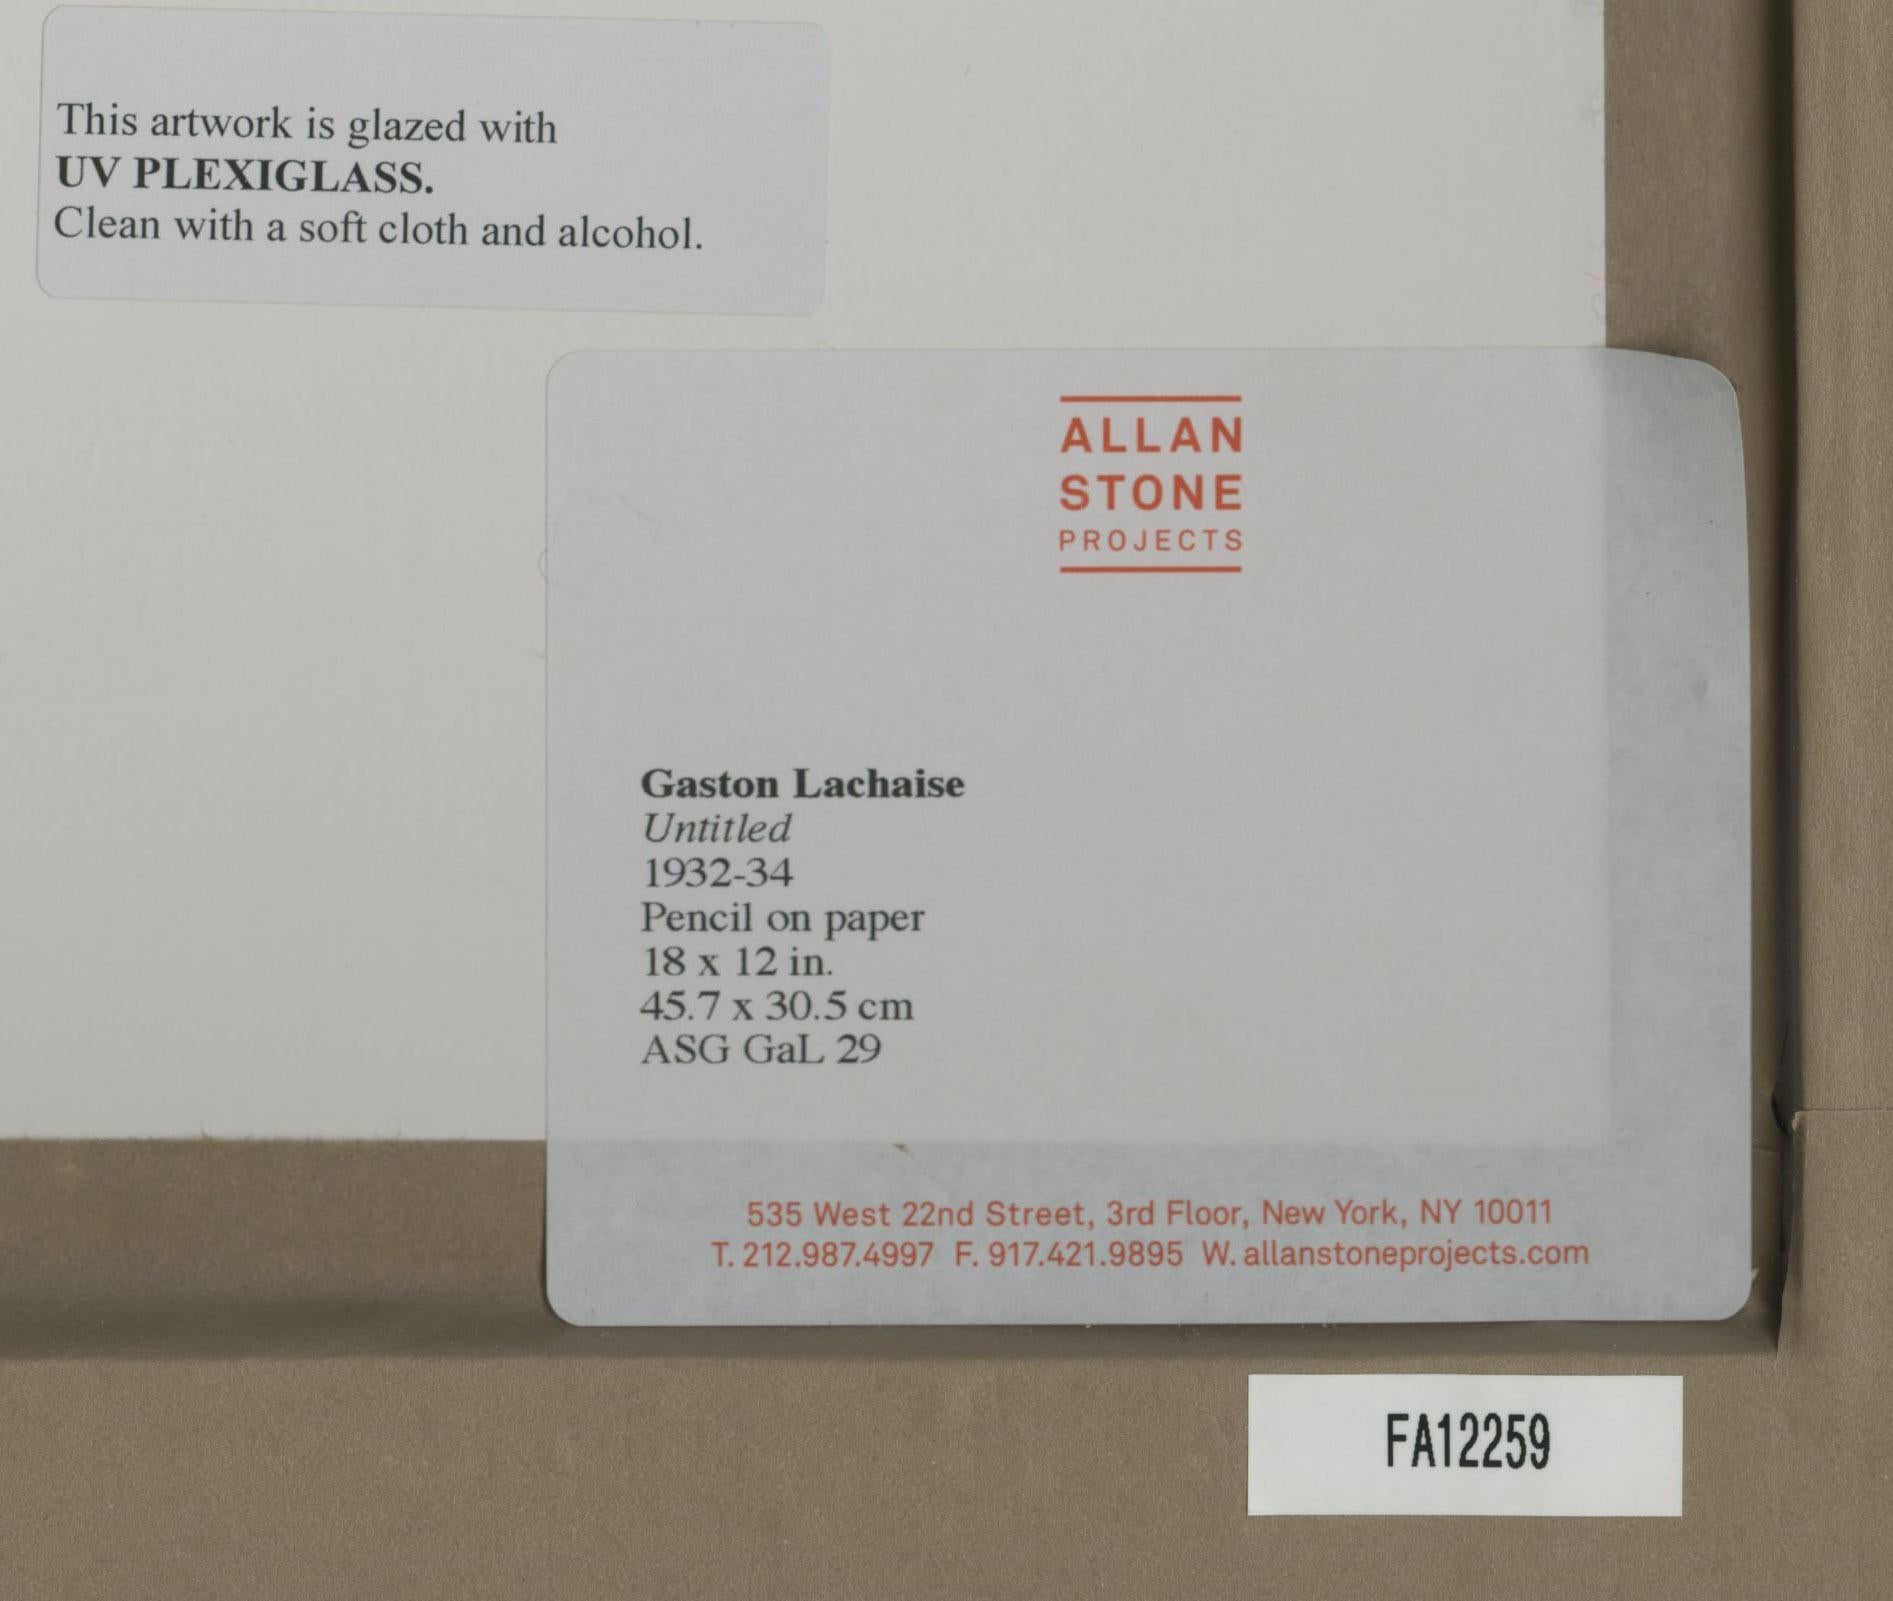 This artwork is glazed with
UV PLEXIGLASS.
Clean with a soft cloth and alcohol.
ALLAN
STONE
PROJECTS
Gaston Lachaise
Untitled
1932-34
Pencil on paper
18 x 12 in.
45.7 x 30.5 cm
ASG GaL 29
535 West 22nd Street, 3rd Floor, New York, NY 10011
T. 212.987.4997 F. 917.421.9895 W. allanstoneprojects.com
FA12259